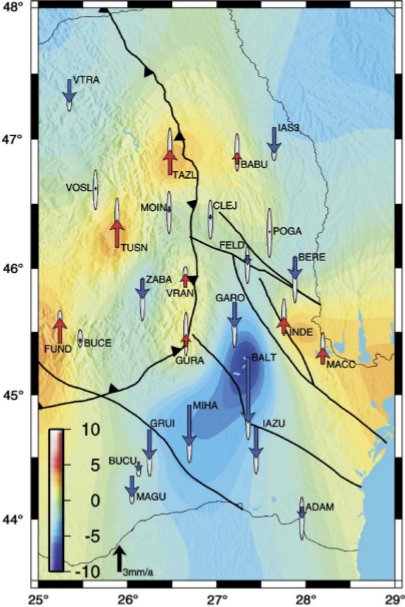 48°
VTRA
47°
IAS3
BABU
TAZL
VOSL
MOIN
CLEJ
POGA
TUSN
FELD
46°
BERE
ZABA
VRAN
GARO
INDE
FUND
BUCE
GURA
BALT
MACC
45°
MIHA
10
GRUI
IAZU
5
BUCU
0
MAGU
ADAM
44°
-5
-10
3mm/a
25° 26° 27° 28° 29°